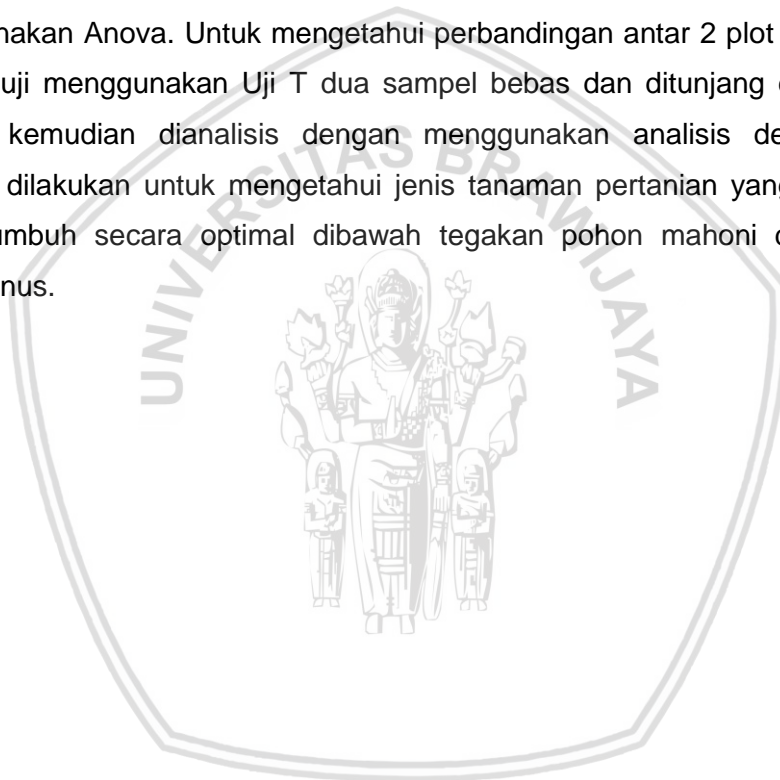 nakan Anova. Untuk mengetahui perbandingan antar 2 plot
uji menggunakan Uji T dua sampel bebas dan ditunjang
kemudian dianalisis dengan menggunakan analisis de
dilakukan untuk mengetahui jenis tanaman pertanian yang
umbuh secara optimal dibawah tegakan pohon mahoni
nus.
UNIVERSITAS BRAWIJAYA